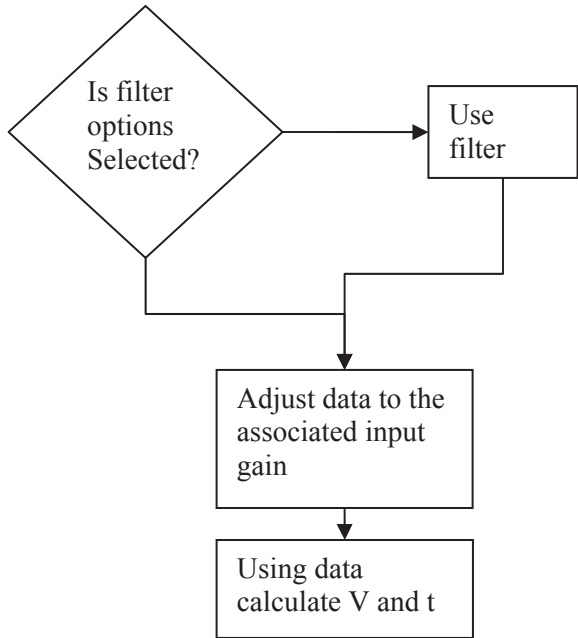 Is filter
options
Selected?
Use
filter
Adjust data to the
associated input
gain
Using data
calculate V and t